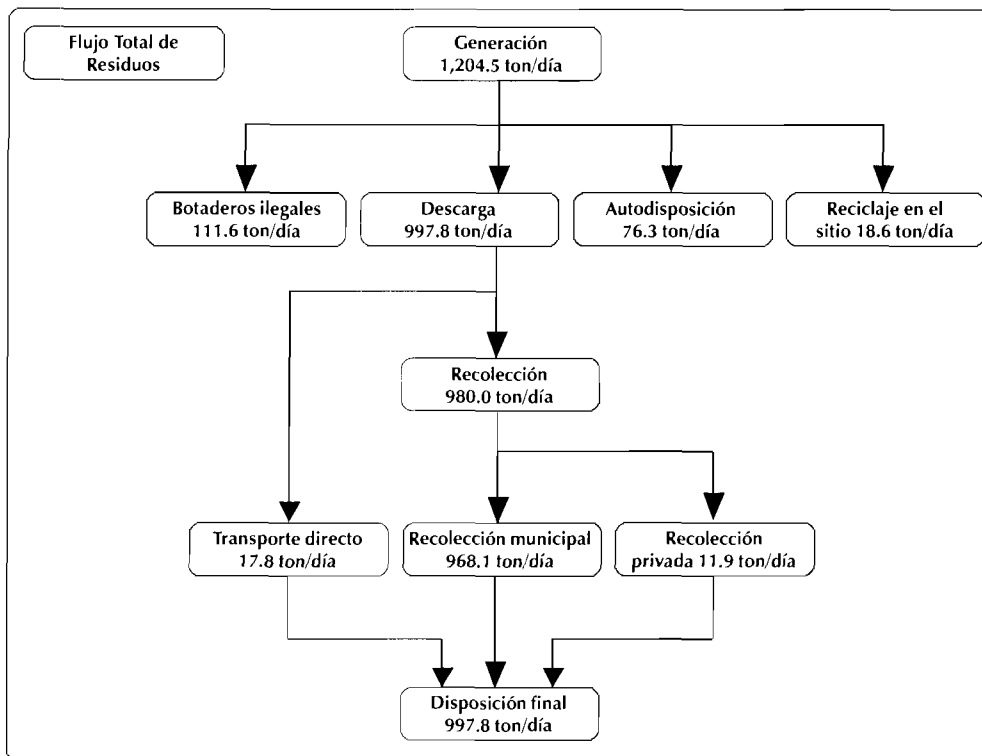 Flujo Total de
Residuos
Generación
1,204.5 ton/día
Botaderos ilegales
111.6 ton/día
Descarga
997.8 ton/día
Autodisposición
76.3 ton/día
Reciclaje en el
sitio 18.6 ton/día
Recolección
980.0 ton/día
Transporte directo
17.8 ton/día
Recolección municipal
968.1 ton/día
Recolección
privada 11.9 ton/día
Disposición final
997.8 ton/día